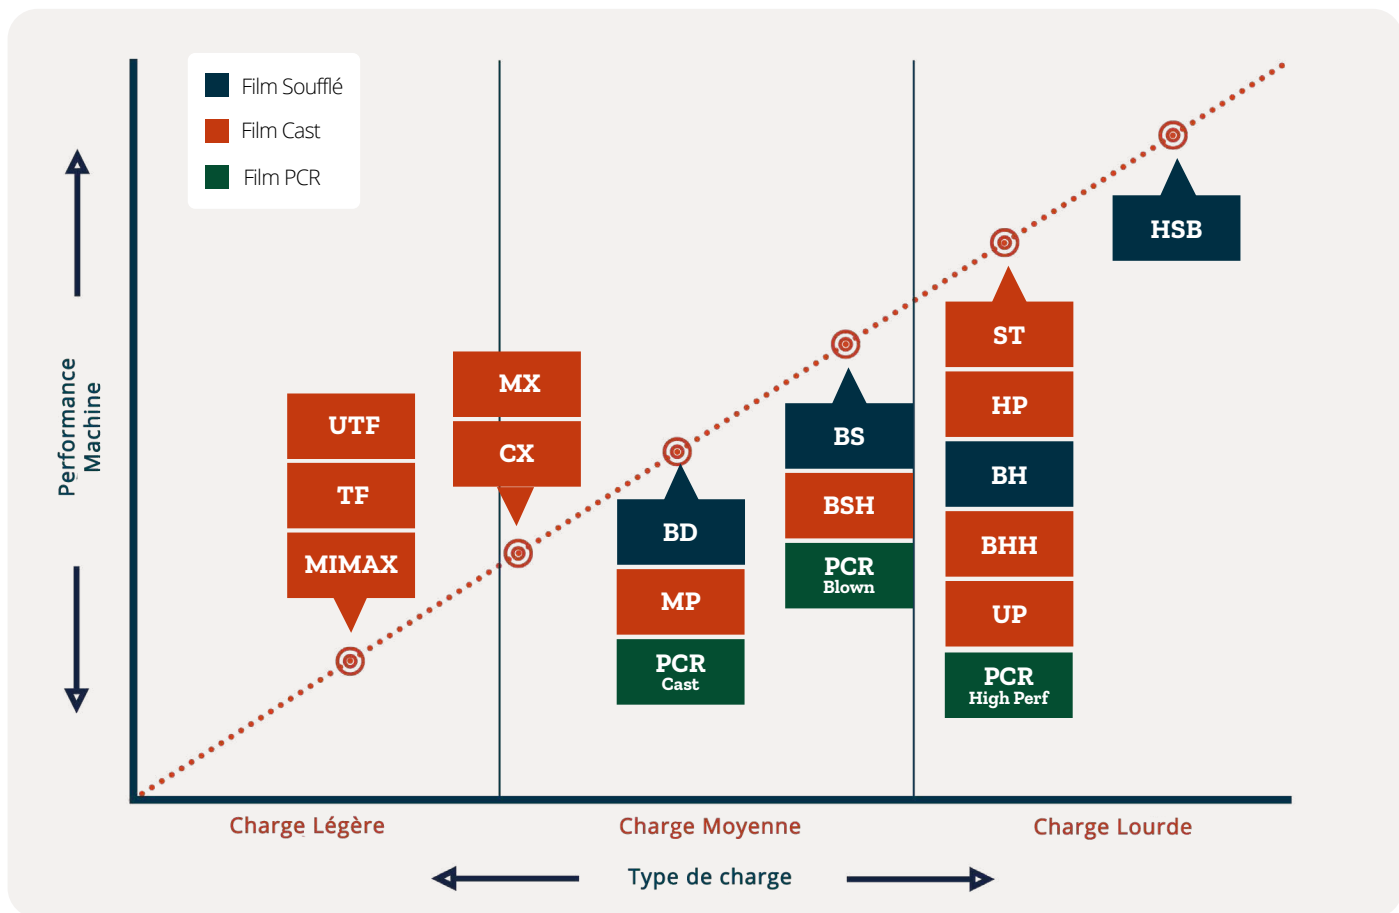 Film Soufflé
Film Cast
Film PCR
Performance
Machine
UTF
TF
MIMAX
MX
CX
BD
MP
PCR
Cast
BS
BSH
PCR
Blown
ST
HP
BH
BHH
UP
PCR
High Perf
HSB
Charge Légère
Charge Moyenne
Charge Lourde
Type de charge